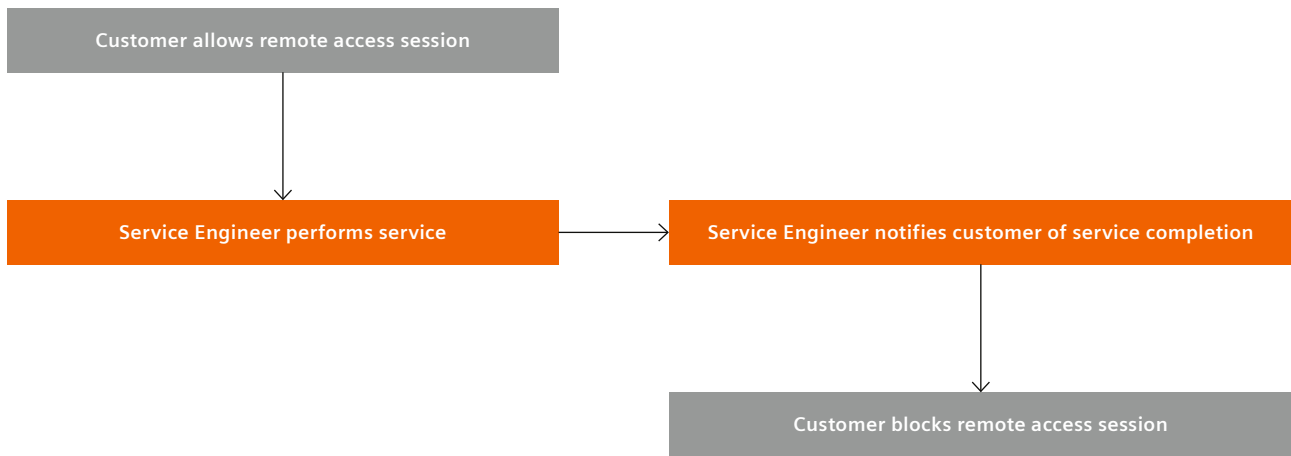 Customer allows remote access session
Service Engineer performs service
Service Engineer notifies customer of service completion
Customer blocks remote access session